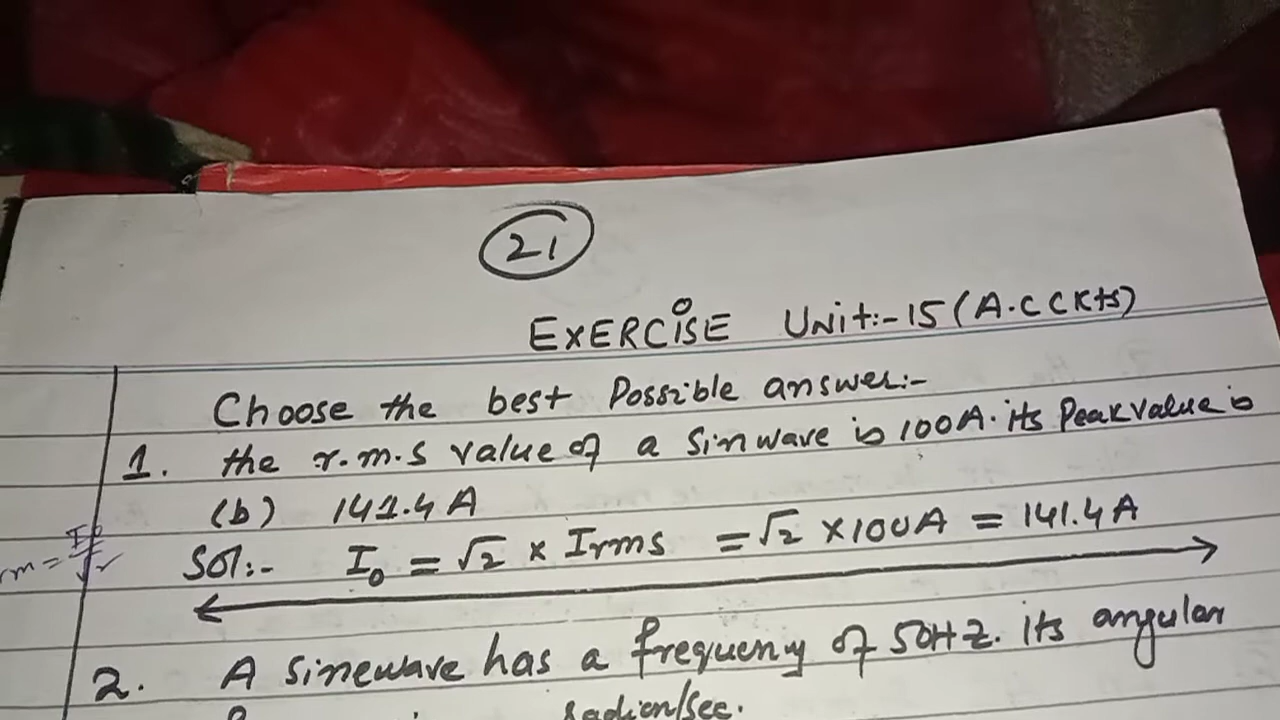 21
EXERCISE Unit:-15 (A.C CKts)
Choose the best Possible answer:-
1. the r.m.s value of a Sinwave is 100A. its Peak value is
(b) 141.4 A
Sol:- I₀ = √2 × Irms = √2 × 100A = 141.4 A
2. A sinewave has a frequency of 50HZ. its angular
radian/sec.